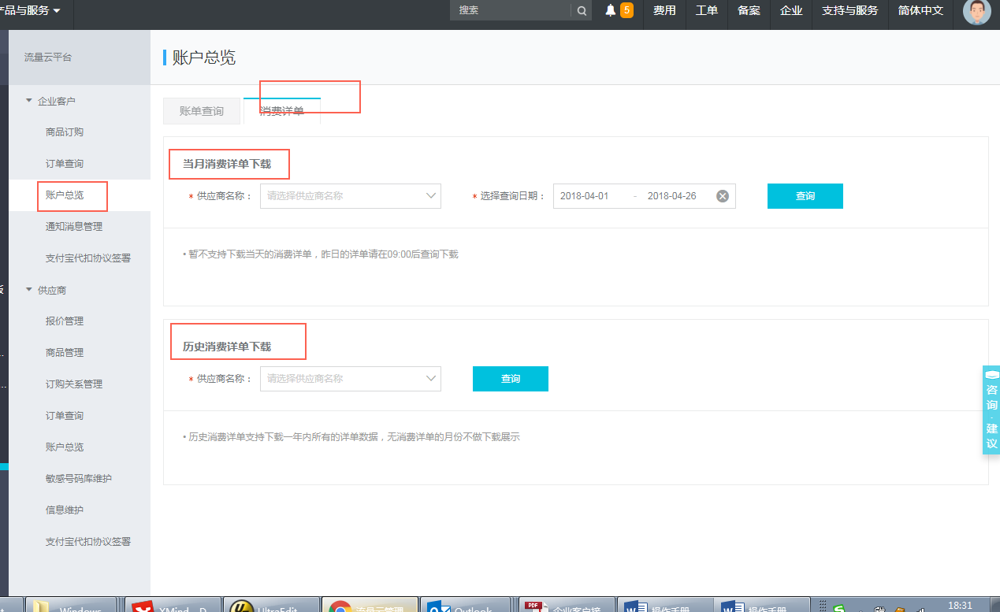 产品与服务
搜索
5
费用
工单
备案
企业
支持与服务
简体中文
流量云平台
企业客户
商品订购
订单查询
账户总览
通知消息管理
支付宝代扣协议签署
供应商
报价管理
商品管理
订购关系管理
订单查询
账户总览
敏感号码库维护
信息维护
支付宝代扣协议签署
账户总览
账单查询
消费详单
当月消费详单下载
* 供应商名称：
请选择供应商名称
* 选择查询日期：
2018-04-01 - 2018-04-26
查询
• 暂不支持下载当天的消费详单，昨日的详单请在09:00后查询下载
历史消费详单下载
* 供应商名称：
请选择供应商名称
查询
• 历史消费详单支持下载一年内所有的详单数据，无消费详单的月份不做下载展示
咨询·建议
Windows
XMind - D
UltraEdit
流量云管理
Outlook
PDF
企业客户接
操作手册
操作手册
18:31